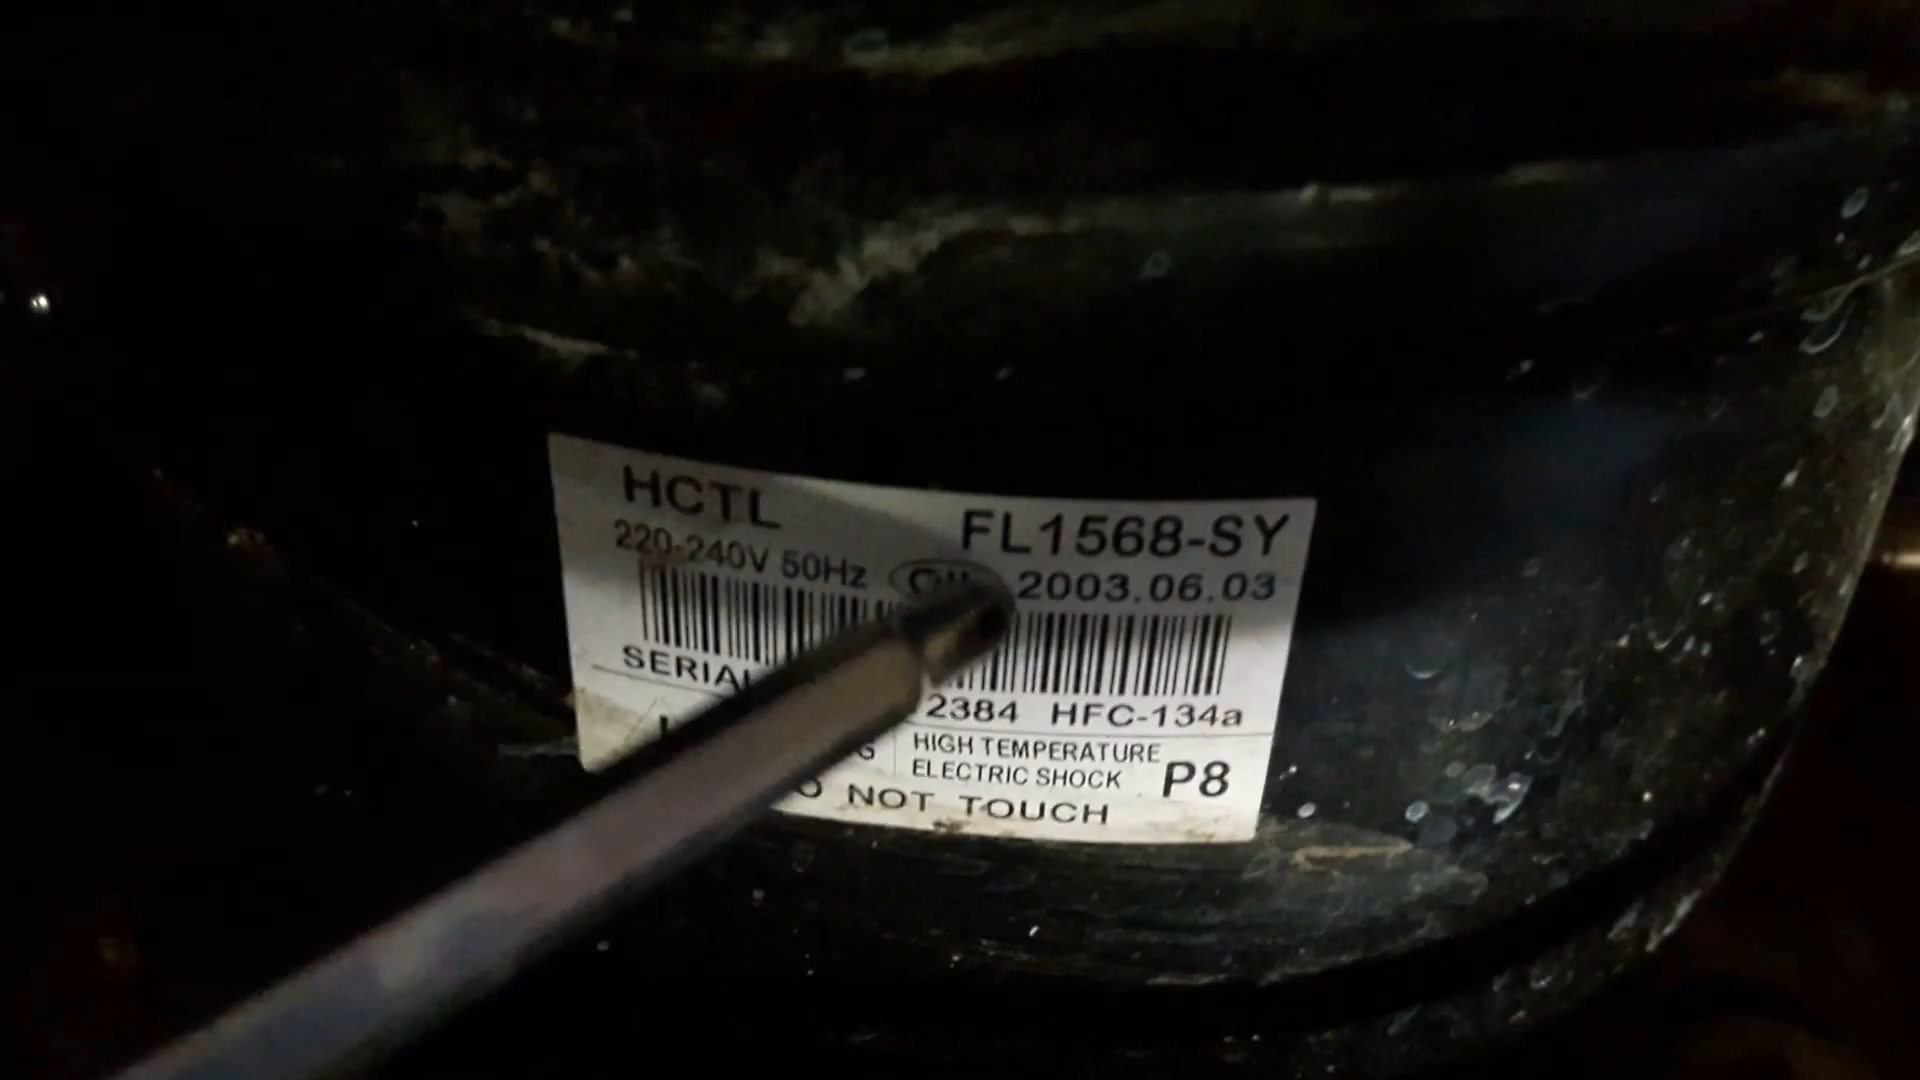 HCTL
FL1568-SY
220-240V 50Hz
2003.06.03
2384 HFC-134a
HIGH TEMPERATURE
ELECTRIC SHOCK
P8
NOT TOUCH